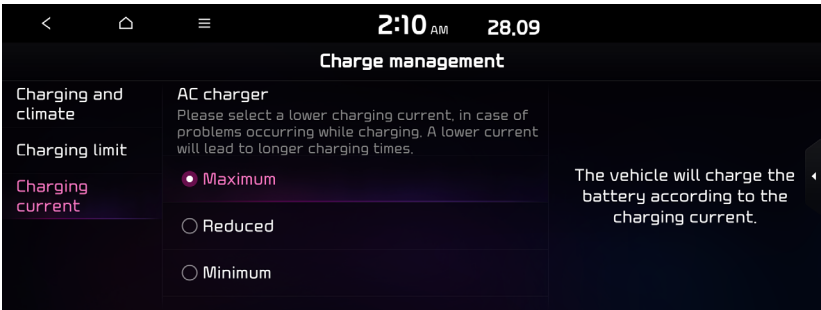 2:10 AM 28.09
Charge management
Charging and
climate
Charging limit
Charging
current
AC charger
Please select a lower charging current, in case of
problems occurring while charging. A lower current
will lead to longer charging times.
Maximum
Reduced
Minimum
The vehicle will charge the
battery according to the
charging current.